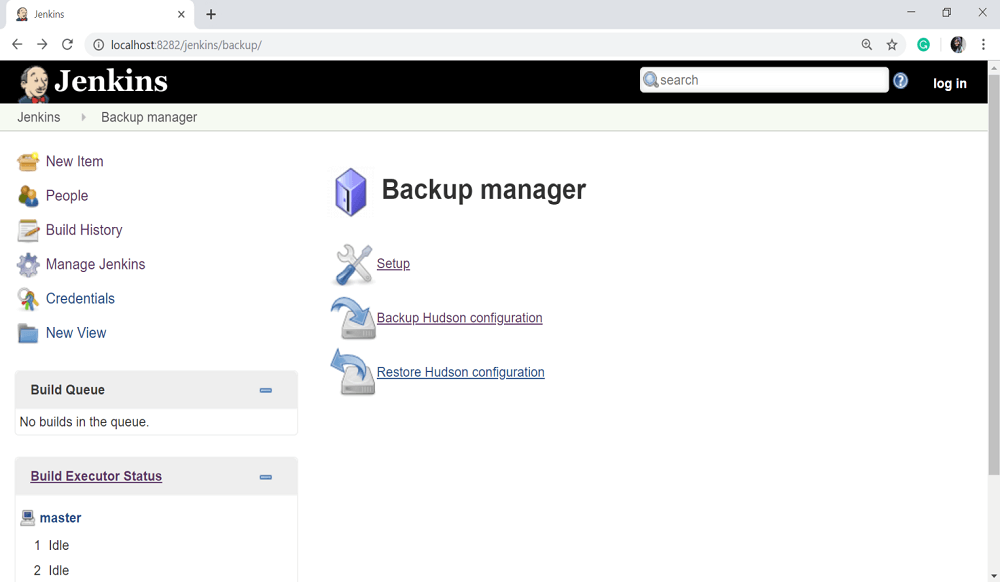 Jenkins
localhost:8282/jenkins/backup/
Jenkins
search
log in
Jenkins Backup manager
New Item
People
Build History
Manage Jenkins
Credentials
New View
Build Queue
No builds in the queue.
Build Executor Status
master
1 Idle
2 Idle
Backup manager
Setup
Backup Hudson configuration
Restore Hudson configuration